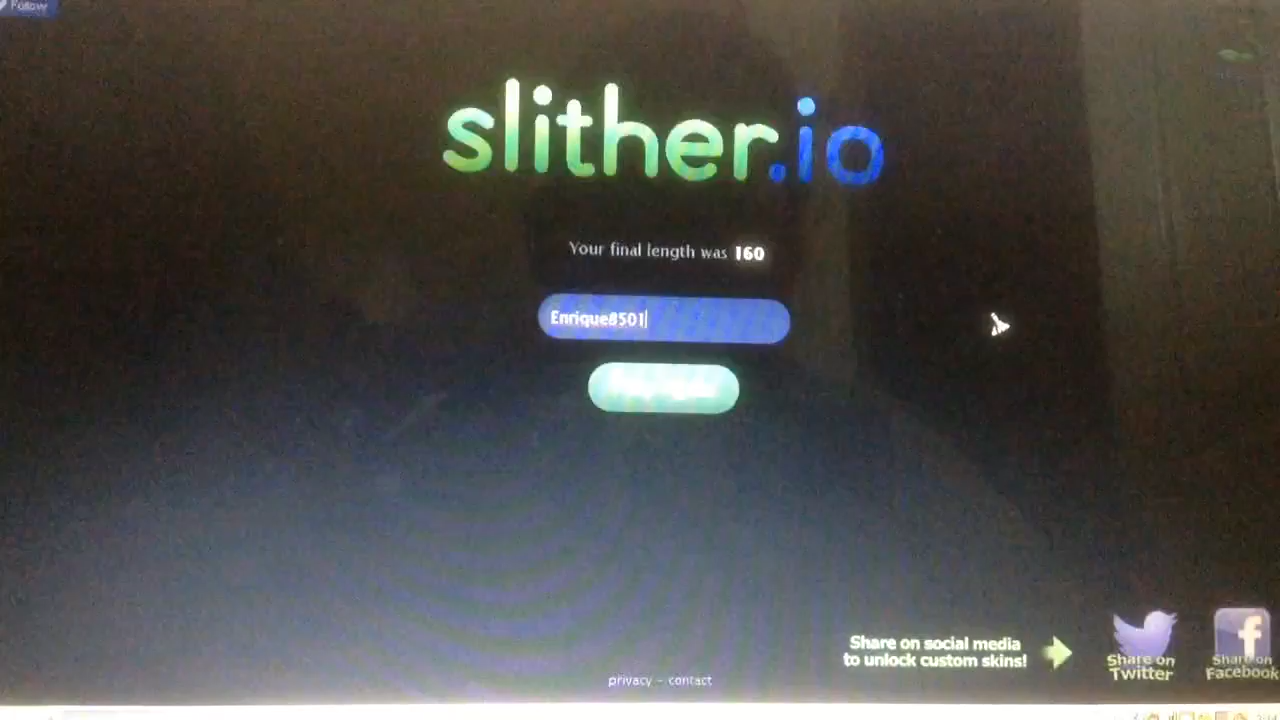 Follow
slither.io
Your final length was 160
Enrique8501
Share on social media
to unlock custom skins!
Share on
Twitter
Share on
Facebook
privacy - contact